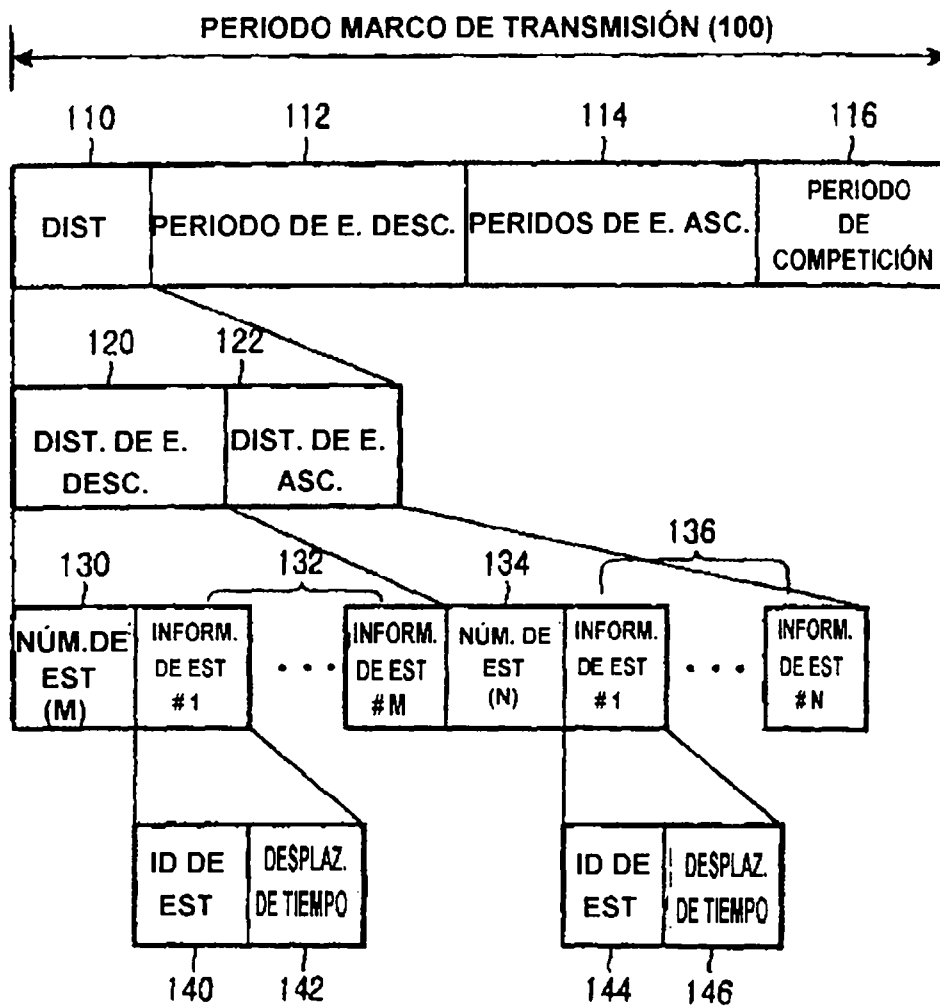 PERIODO MARCO DE TRANSMISIÓN (100)
110 112 114 116
DIST
PERIODO DE E. DESC.
PERIDOS DE E. ASC.
PERIODO
DE
COMPETICIÓN
120 122
DIST. DE E.
DESC.
DIST. DE E.
ASC.
130 132 134 136
NÚM.DE
EST
(M)
INFORM.
DE EST
#1
• • •
INFORM.
DE EST
#M
NÚM. DE
EST
(N)
INFORM.
DE EST
#1
• • •
INFORM.
DE EST
#N
ID DE
EST
DESPLAZ.
DE TIEMPO
ID DE
EST
DESPLAZ.
DE TIEMPO
140 142 144 146